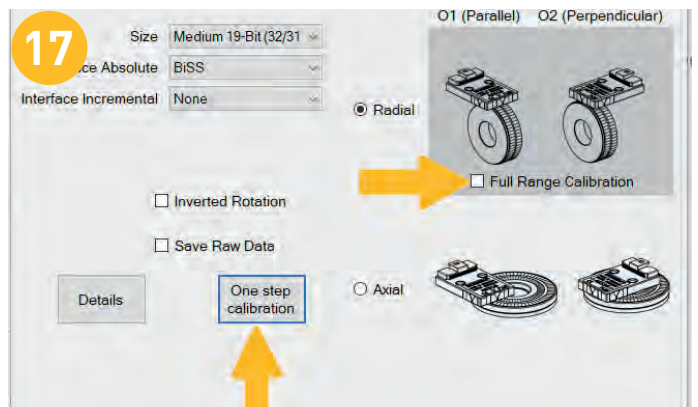 17
Size Medium 19-Bit (32/31
ce Absolute BiSS
Interface Incremental None
O1 (Parallel) O2 (Perpendicular)
Radial
Full Range Calibration
Inverted Rotation
Save Raw Data
Details
One step
calibration
Axial